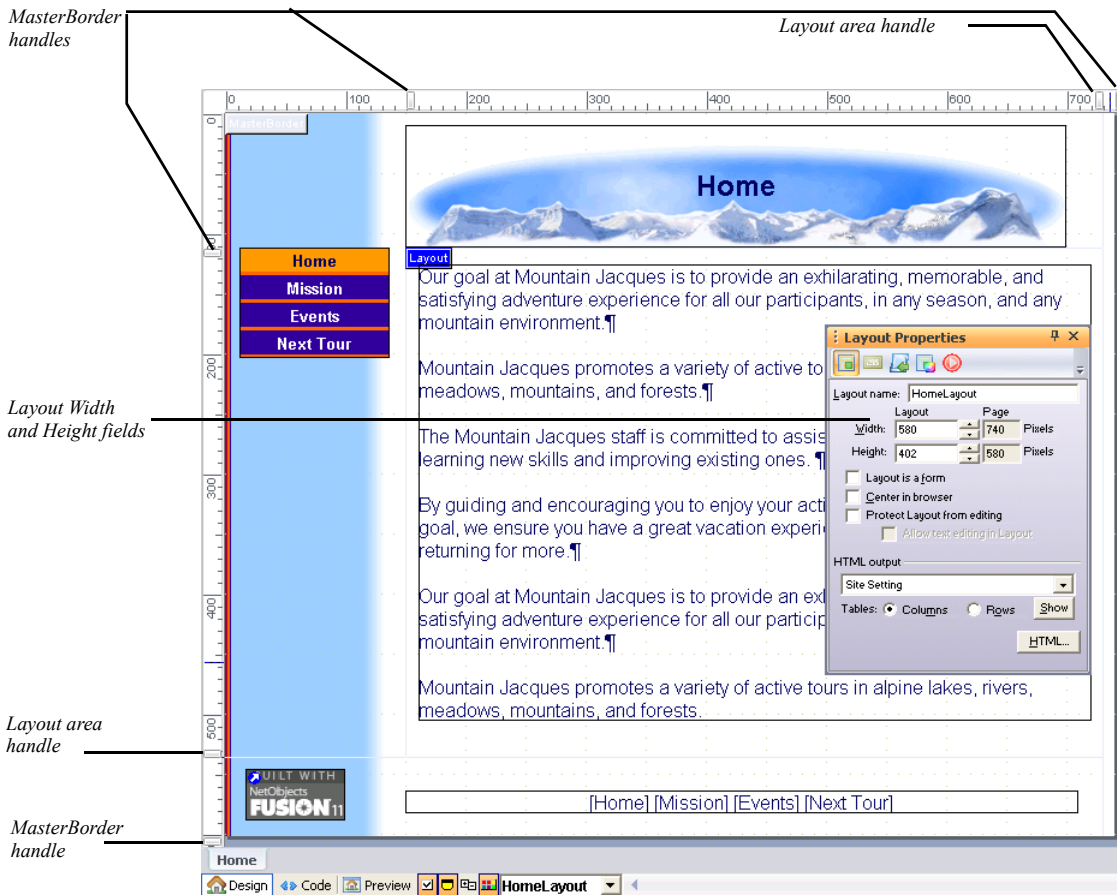 MasterBorder
handles
Layout area handle
0 100 200 300 400 500 600 700
0
MasterBorder
Home
Home
Mission
Events
Next Tour
Layout
Our goal at Mountain Jacques is to provide an exhilarating, memorable, and
satisfying adventure experience for all our participants, in any season, and any
mountain environment.¶
Mountain Jacques promotes a variety of active to
meadows, mountains, and forests.¶
The Mountain Jacques staff is committed to assis
learning new skills and improving existing ones. ¶
By guiding and encouraging you to enjoy your acti
goal, we ensure you have a great vacation experi
returning for more.¶
Our goal at Mountain Jacques is to provide an exl
satisfying adventure experience for all our particip
mountain environment.¶
Mountain Jacques promotes a variety of active tours in alpine lakes, rivers,
meadows, mountains, and forests.
Layout Properties
Layout name: HomeLayout
Layout Page
Width: 580 740 Pixels
Height: 402 580 Pixels
Layout is a form
Center in browser
Protect Layout from editing
Allow text editing in Layout
HTML output
Site Setting
Tables: Columns Rows Show
HTML...
200
300
400
500
Layout Width
and Height fields
Layout area
handle
MasterBorder
handle
BUILT WITH
NetObjects
FUSION 11
[Home] [Mission] [Events] [Next Tour]
Home
Design Code Preview HomeLayout